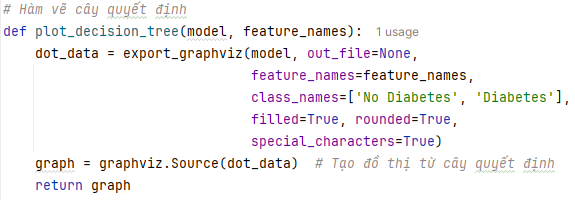 # Hàm vẽ cây quyết định
def plot_decision_tree(model, feature_names): 1 usage
    dot_data = export_graphviz(model, out_file=None,
                               feature_names=feature_names,
                               class_names=['No Diabetes', 'Diabetes'],
                               filled=True, rounded=True,
                               special_characters=True)
    graph = graphviz.Source(dot_data)  # Tạo đồ thị từ cây quyết định
    return graph